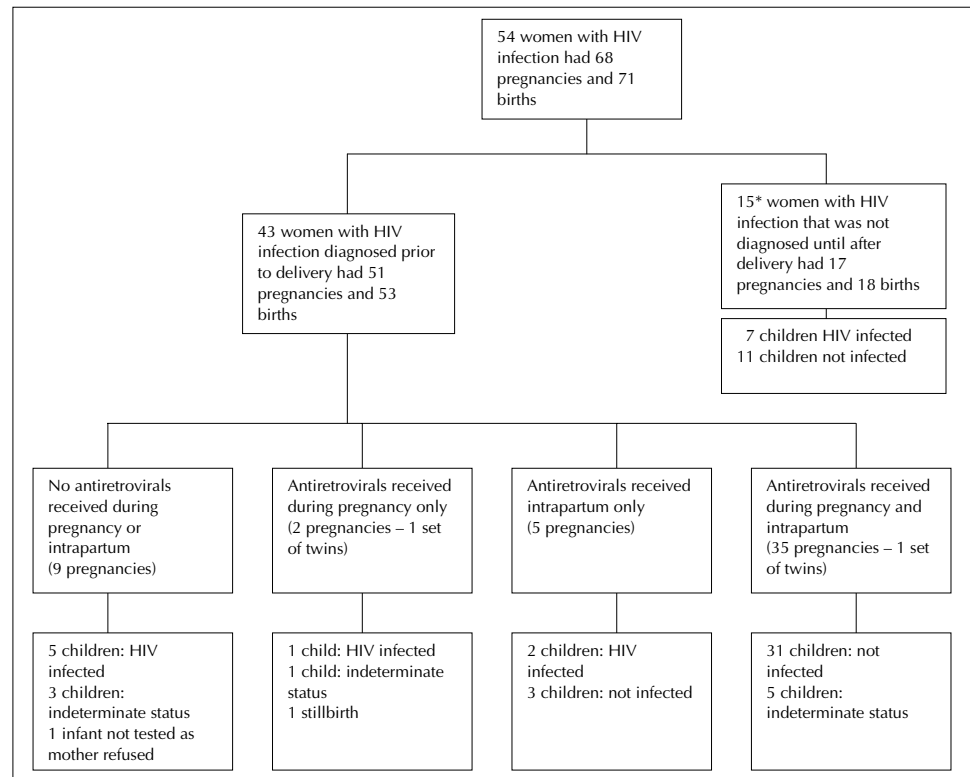 54 women with HIV
infection had 68
pregnancies and 71
births
15* women with HIV
infection that was not
diagnosed until after
delivery had 17
pregnancies and 18 births
43 women with HIV
infection diagnosed prior
to delivery had 51
pregnancies and 53
births
7 children HIV infected
11 children not infected
No antiretrovirals
received during
pregnancy or
intrapartum
(9 pregnancies)
Antiretrovirals received
during pregnancy only
(2 pregnancies – 1 set
of twins)
Antiretrovirals received
intrapartum only
(5 pregnancies)
Antiretrovirals received
during pregnancy and
intrapartum
(35 pregnancies – 1 set
of twins)
5 children: HIV
infected
3 children:
indeterminate status
1 infant not tested as
mother refused
1 child: HIV infected
1 child: indeterminate
status
1 stillbirth
2 children: HIV
infected
3 children: not infected
31 children: not
infected
5 children:
indeterminate status